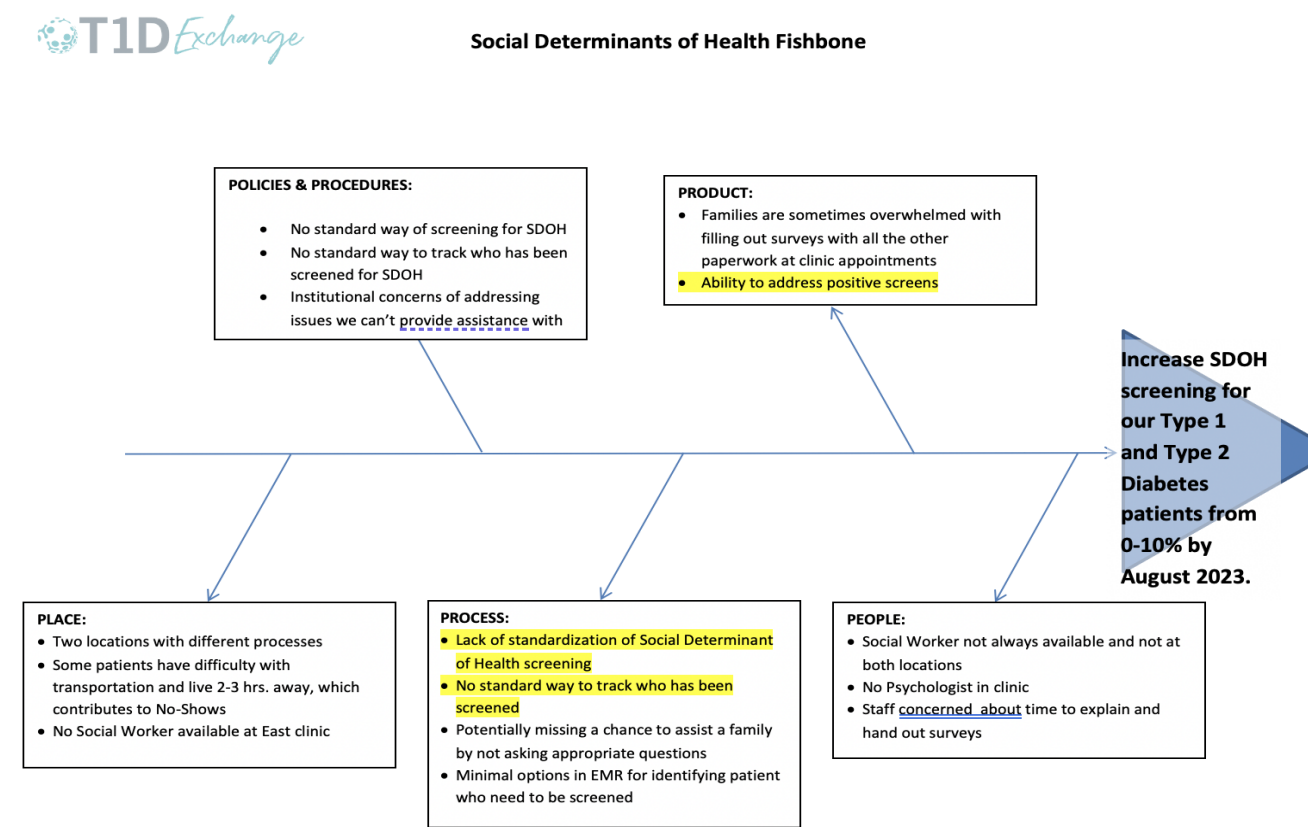 T1D Exchange
Social Determinants of Health Fishbone
POLICIES & PROCEDURES:
• No standard way of screening for SDOH
• No standard way to track who has been
screened for SDOH
• Institutional concerns of addressing
issues we can’t provide assistance with
PRODUCT:
• Families are sometimes overwhelmed with
filling out surveys with all the other
paperwork at clinic appointments
• Ability to address positive screens
Increase SDOH
screening for
our Type 1
and Type 2
Diabetes
patients from
0-10% by
August 2023.
PLACE:
• Two locations with different processes
• Some patients have difficulty with
transportation and live 2-3 hrs. away, which
contributes to No-Shows
• No Social Worker available at East clinic
PROCESS:
• Lack of standardization of Social Determinant
of Health screening
• No standard way to track who has been
screened
• Potentially missing a chance to assist a family
by not asking appropriate questions
• Minimal options in EMR for identifying patient
who need to be screened
PEOPLE:
• Social Worker not always available and not at
both locations
• No Psychologist in clinic
• Staff concerned  about time to explain and
hand out surveys